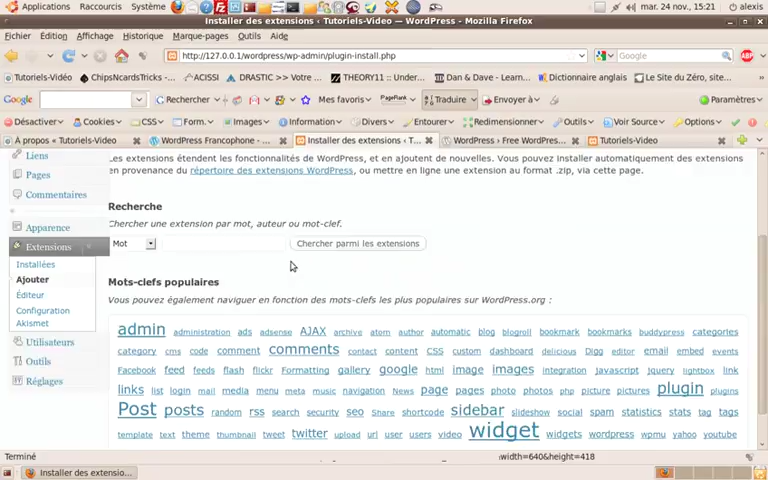 Applications Raccourcis Système mar. 24 nov., 15:21 alexis
Installer des extensions ‹ Tutoriels-Video — WordPress - Mozilla Firefox
Fichier Édition Affichage Historique Marque-pages Outils Aide
http://127.0.0.1/wordpress/wp-admin/plugin-install.php Google ABP
Tutoriels-Vidéo ChipsNcardsTricks -... ACISSI DRASTIC >> Votre ... THEORY11 :: Under... Dan & Dave - Learn... Dictionnaire anglais Le Site du Zéro, site...
Google Rechercher Mes favoris PageRank Traduire Envoyer à Paramètres
Désactiver Cookies CSS Form. Images Information Divers Entourer Redimensionner Outils Voir Source Options
À propos « Tutoriels-Video WordPress Francophone - ... Installer des extensions ‹ T... WordPress › Free WordPress... Tutoriels-Video
Liens
Pages
Commentaires
Apparence
Extensions
Installées
Ajouter
Éditeur
Configuration
Akismet
Utilisateurs
Outils
Réglages
Les extensions étendent les fonctionnalités de WordPress, et en ajoutent de nouvelles. Vous pouvez installer automatiquement des extensions
en provenance du répertoire des extensions WordPress, ou mettre en ligne une extension au format .zip, via cette page.
Recherche
Chercher une extension par mot, auteur ou mot-clef.
Mot Chercher parmi les extensions
Mots-clefs populaires
Vous pouvez également naviguer en fonction des mots-clefs les plus populaires sur WordPress.org :
admin administration ads adsense AJAX archive atom author automatic blog blogroll bookmark bookmarks buddypress categories
category cms code comment comments contact content CSS custom dashboard delicious Digg editor email embed events
Facebook feed feeds flash flickr Formatting gallery google html image images integration javascript jquery lightbox link
links list login mail media menu meta music navigation News page pages photo photos php picture pictures plugin plugins
Post posts random rss search security seo Share shortcode sidebar slideshow social spam statistics stats tag tags
template text theme thumbnail tweet twitter upload url user users video widget widgets wordpress wpmu yahoo youtube
Terminé width=640&height=418
Installer des extensio...